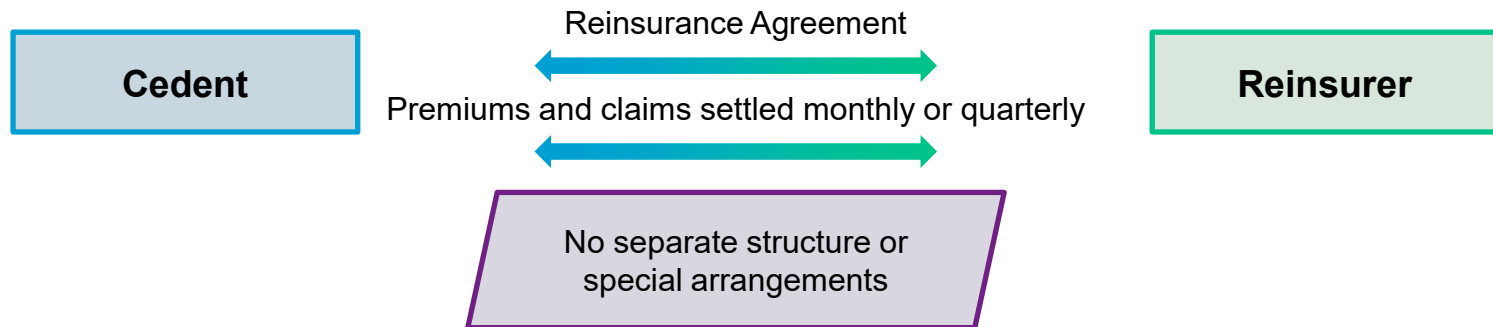 Reinsurance Agreement
Cedent
Reinsurer
Premiums and claims settled monthly or quarterly
No separate structure or
special arrangements